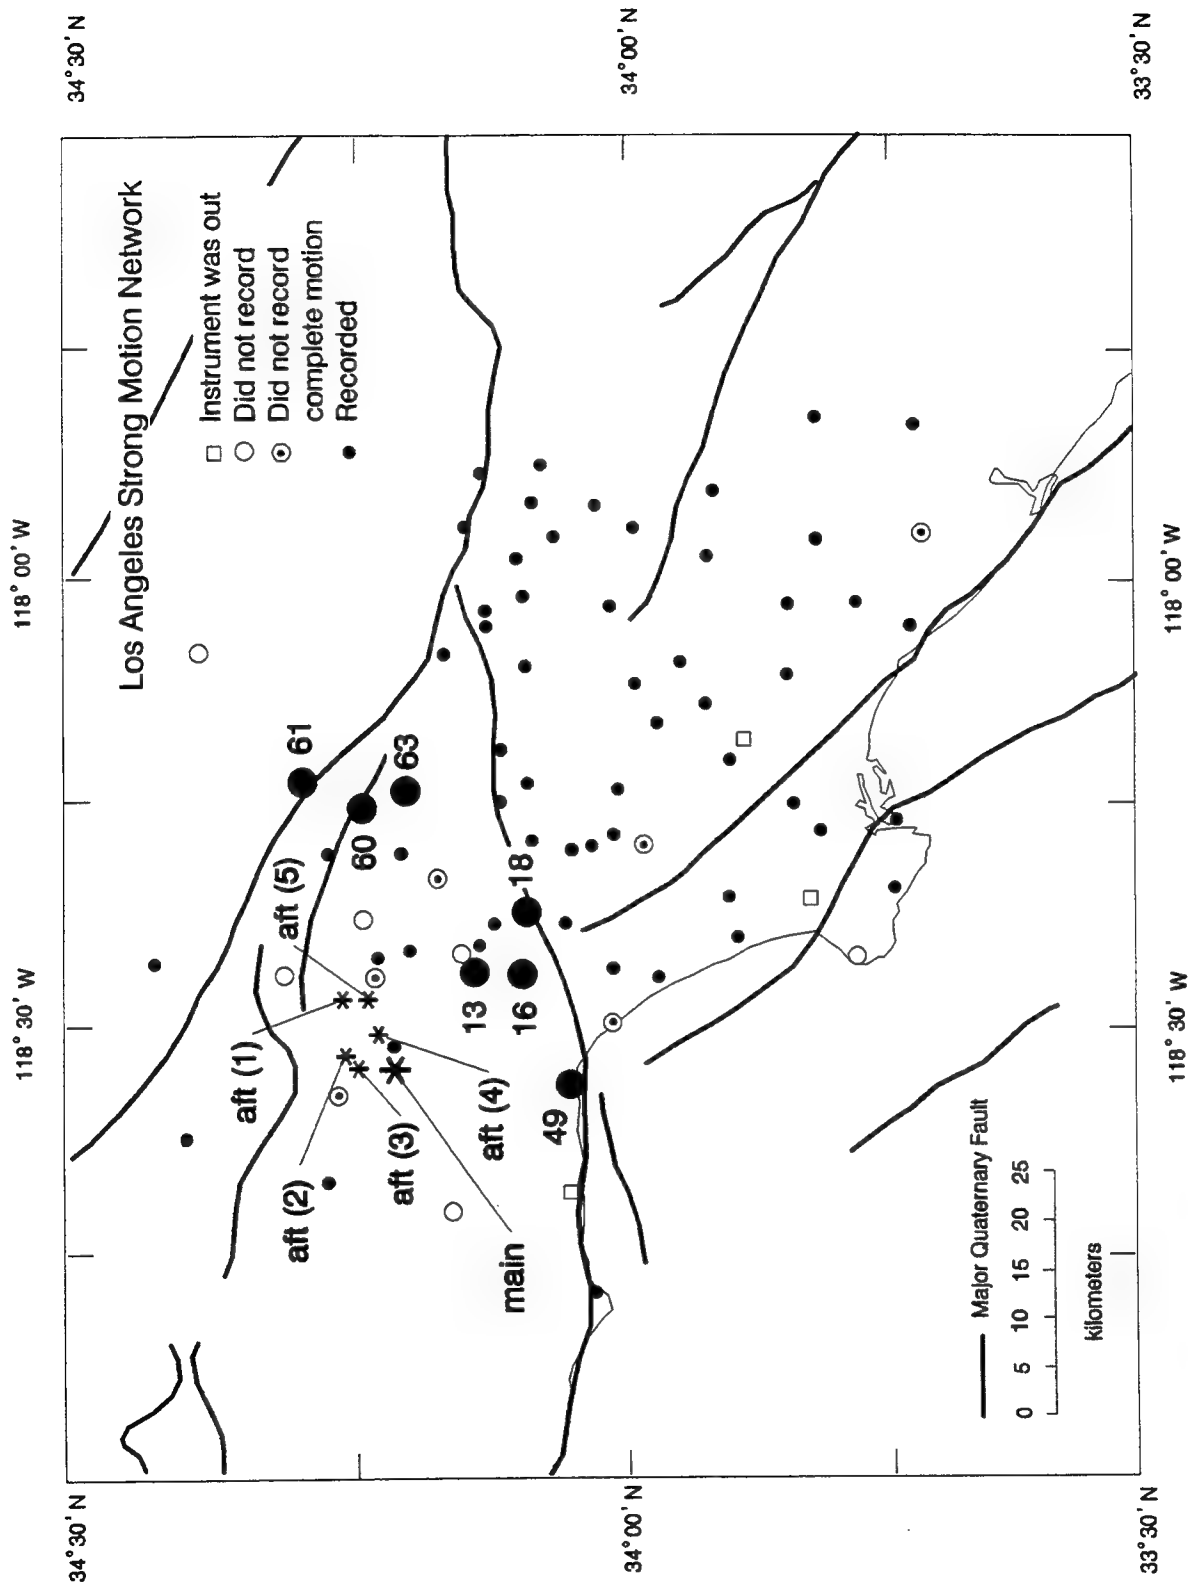 Los Angeles Strong Motion Network
Instrument was out
Did not record
Did not record
complete motion
Recorded
34°30' N
34°00' N
33°30' N
118° 30' W
118° 00' W
61
63
60
18
13
16
49
aft (5)
aft (1)
aft (2)
aft (3)
aft (4)
main
Major Quaternary Fault
0 5 10 15 20 25
kilometers
34°30' N
34°00' N
33°30' N
118° 30' W
118° 00' W